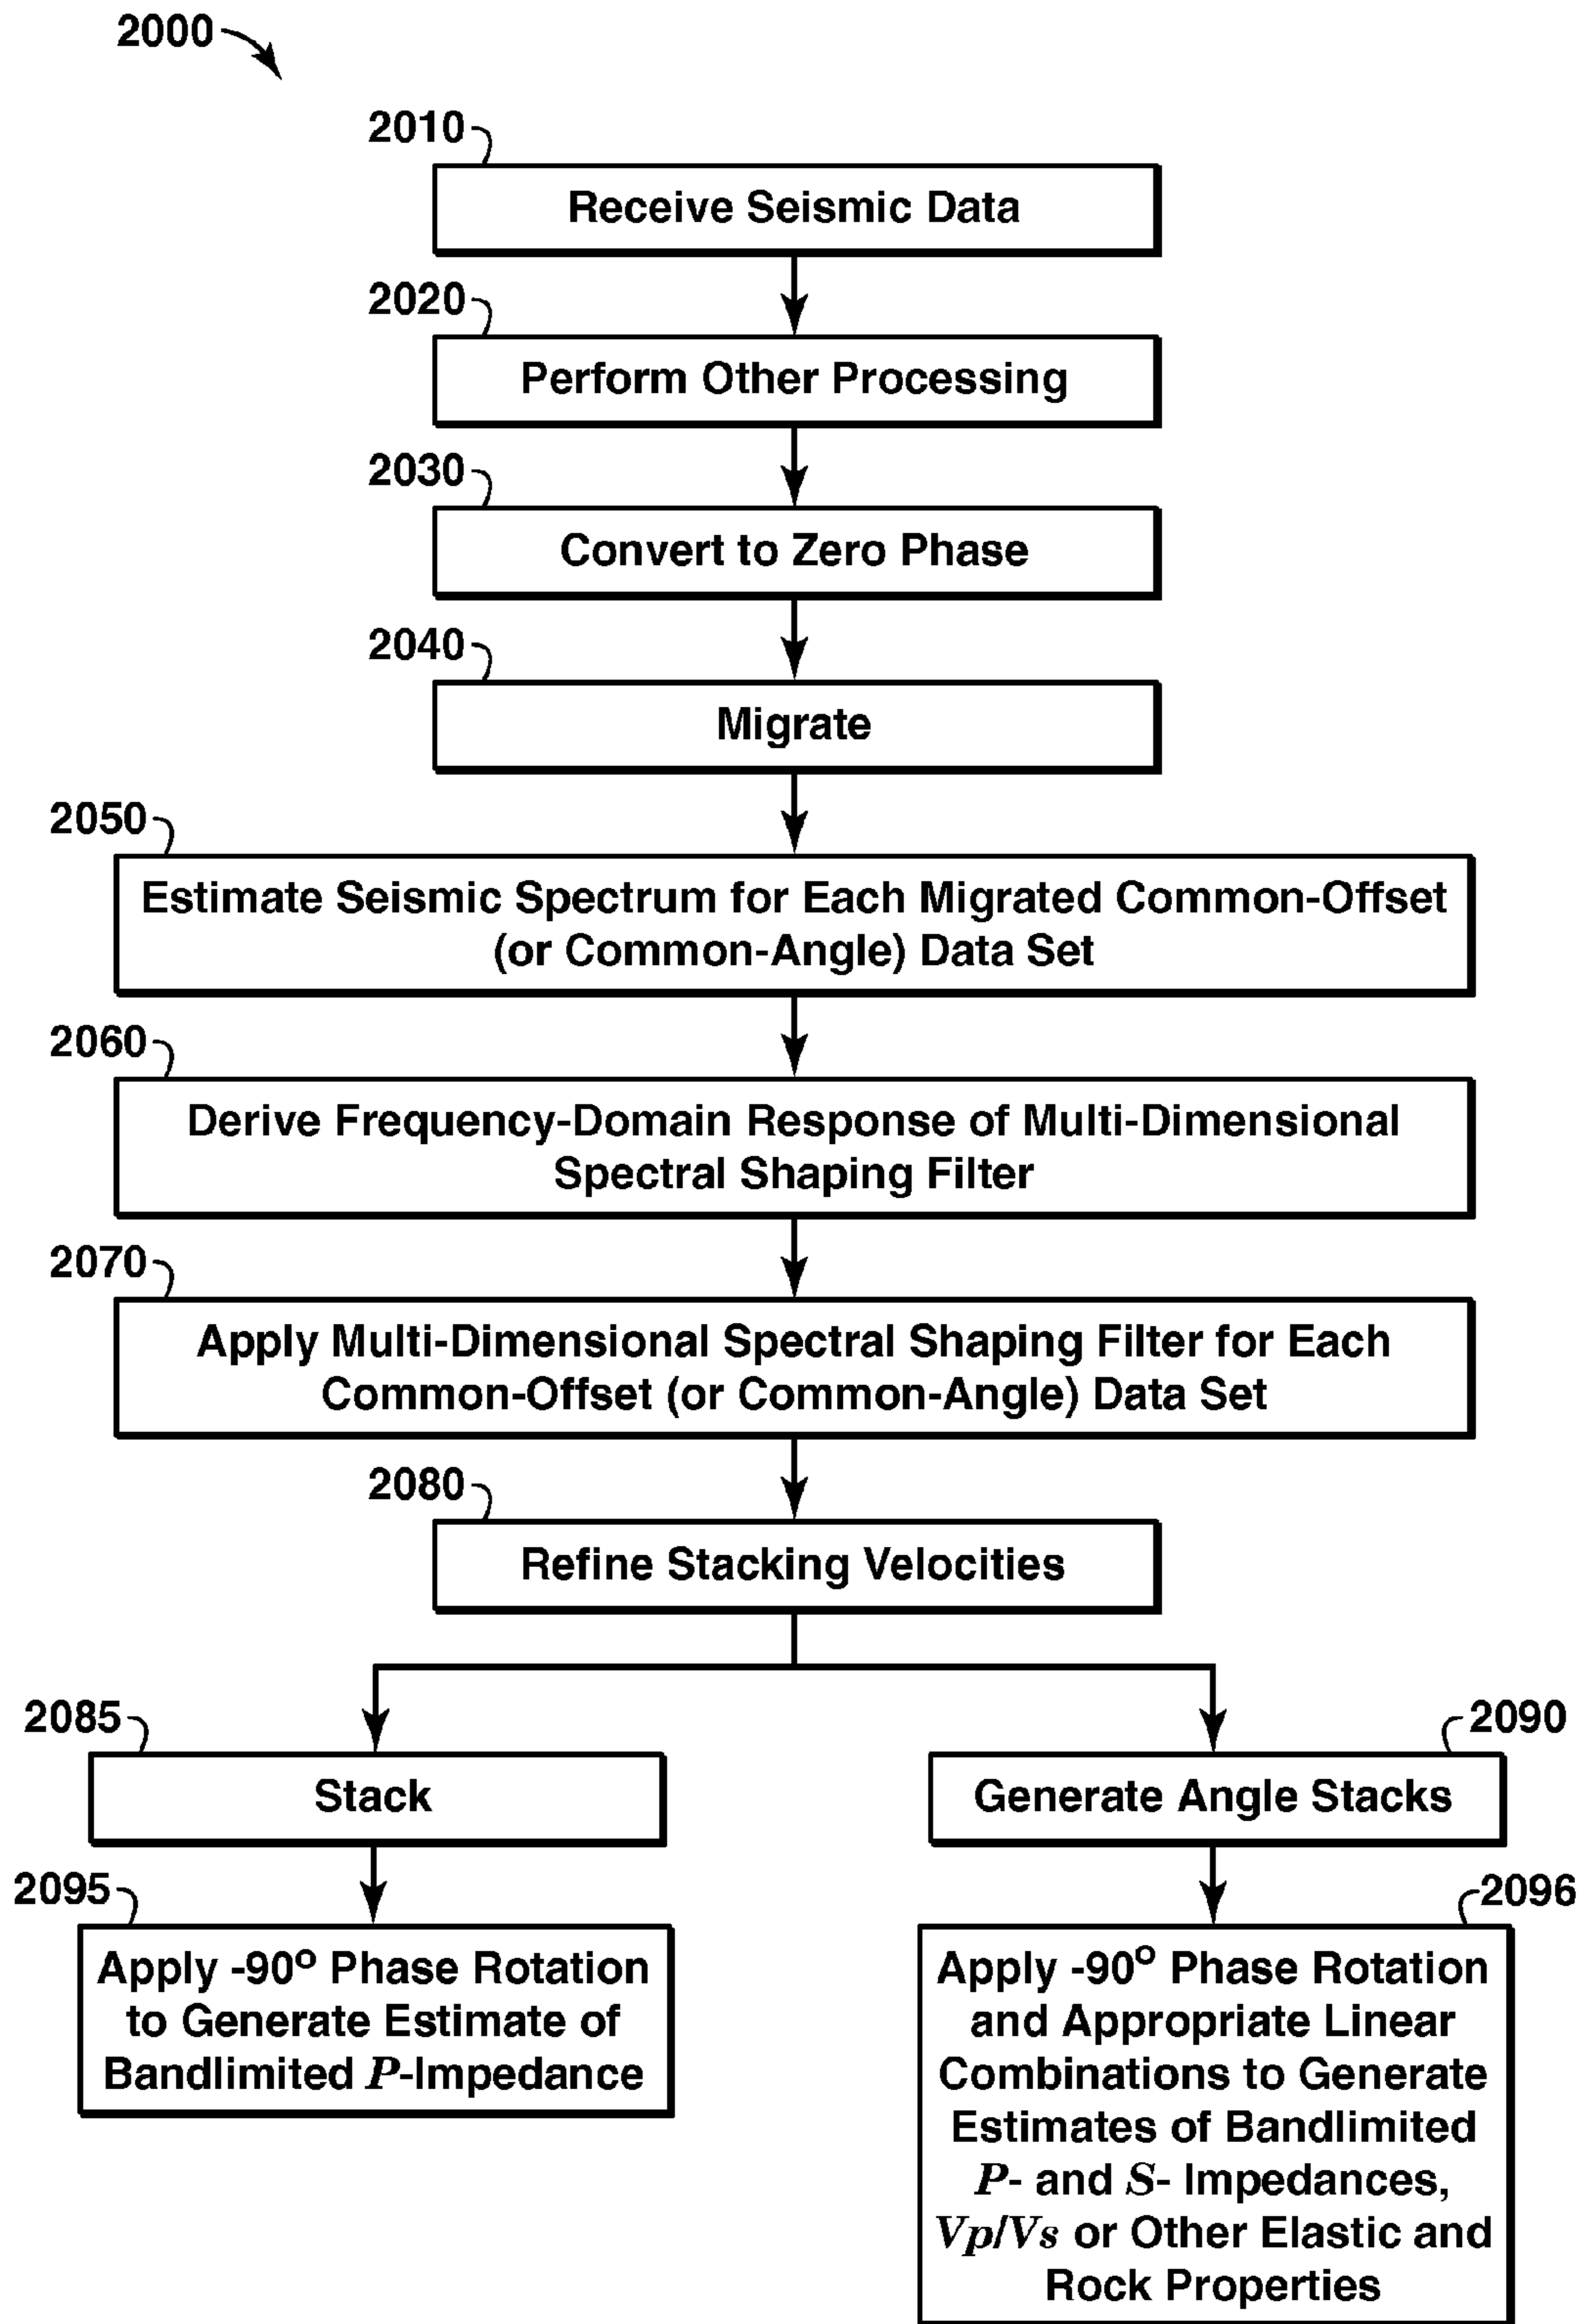 2000
2010
Receive Seismic Data
2020
Perform Other Processing
2030
Convert to Zero Phase
2040
Migrate
2050
Estimate Seismic Spectrum for Each Migrated Common-Offset
(or Common-Angle) Data Set
2060
Derive Frequency-Domain Response of Multi-Dimensional
Spectral Shaping Filter
2070
Apply Multi-Dimensional Spectral Shaping Filter for Each
Common-Offset (or Common-Angle) Data Set
2080
Refine Stacking Velocities
2085
Stack
2095
Apply -90º Phase Rotation
to Generate Estimate of
Bandlimited P-Impedance
2090
Generate Angle Stacks
2096
Apply -90º Phase Rotation
and Appropriate Linear
Combinations to Generate
Estimates of Bandlimited
P- and S- Impedances,
Vp/Vs or Other Elastic and
Rock Properties